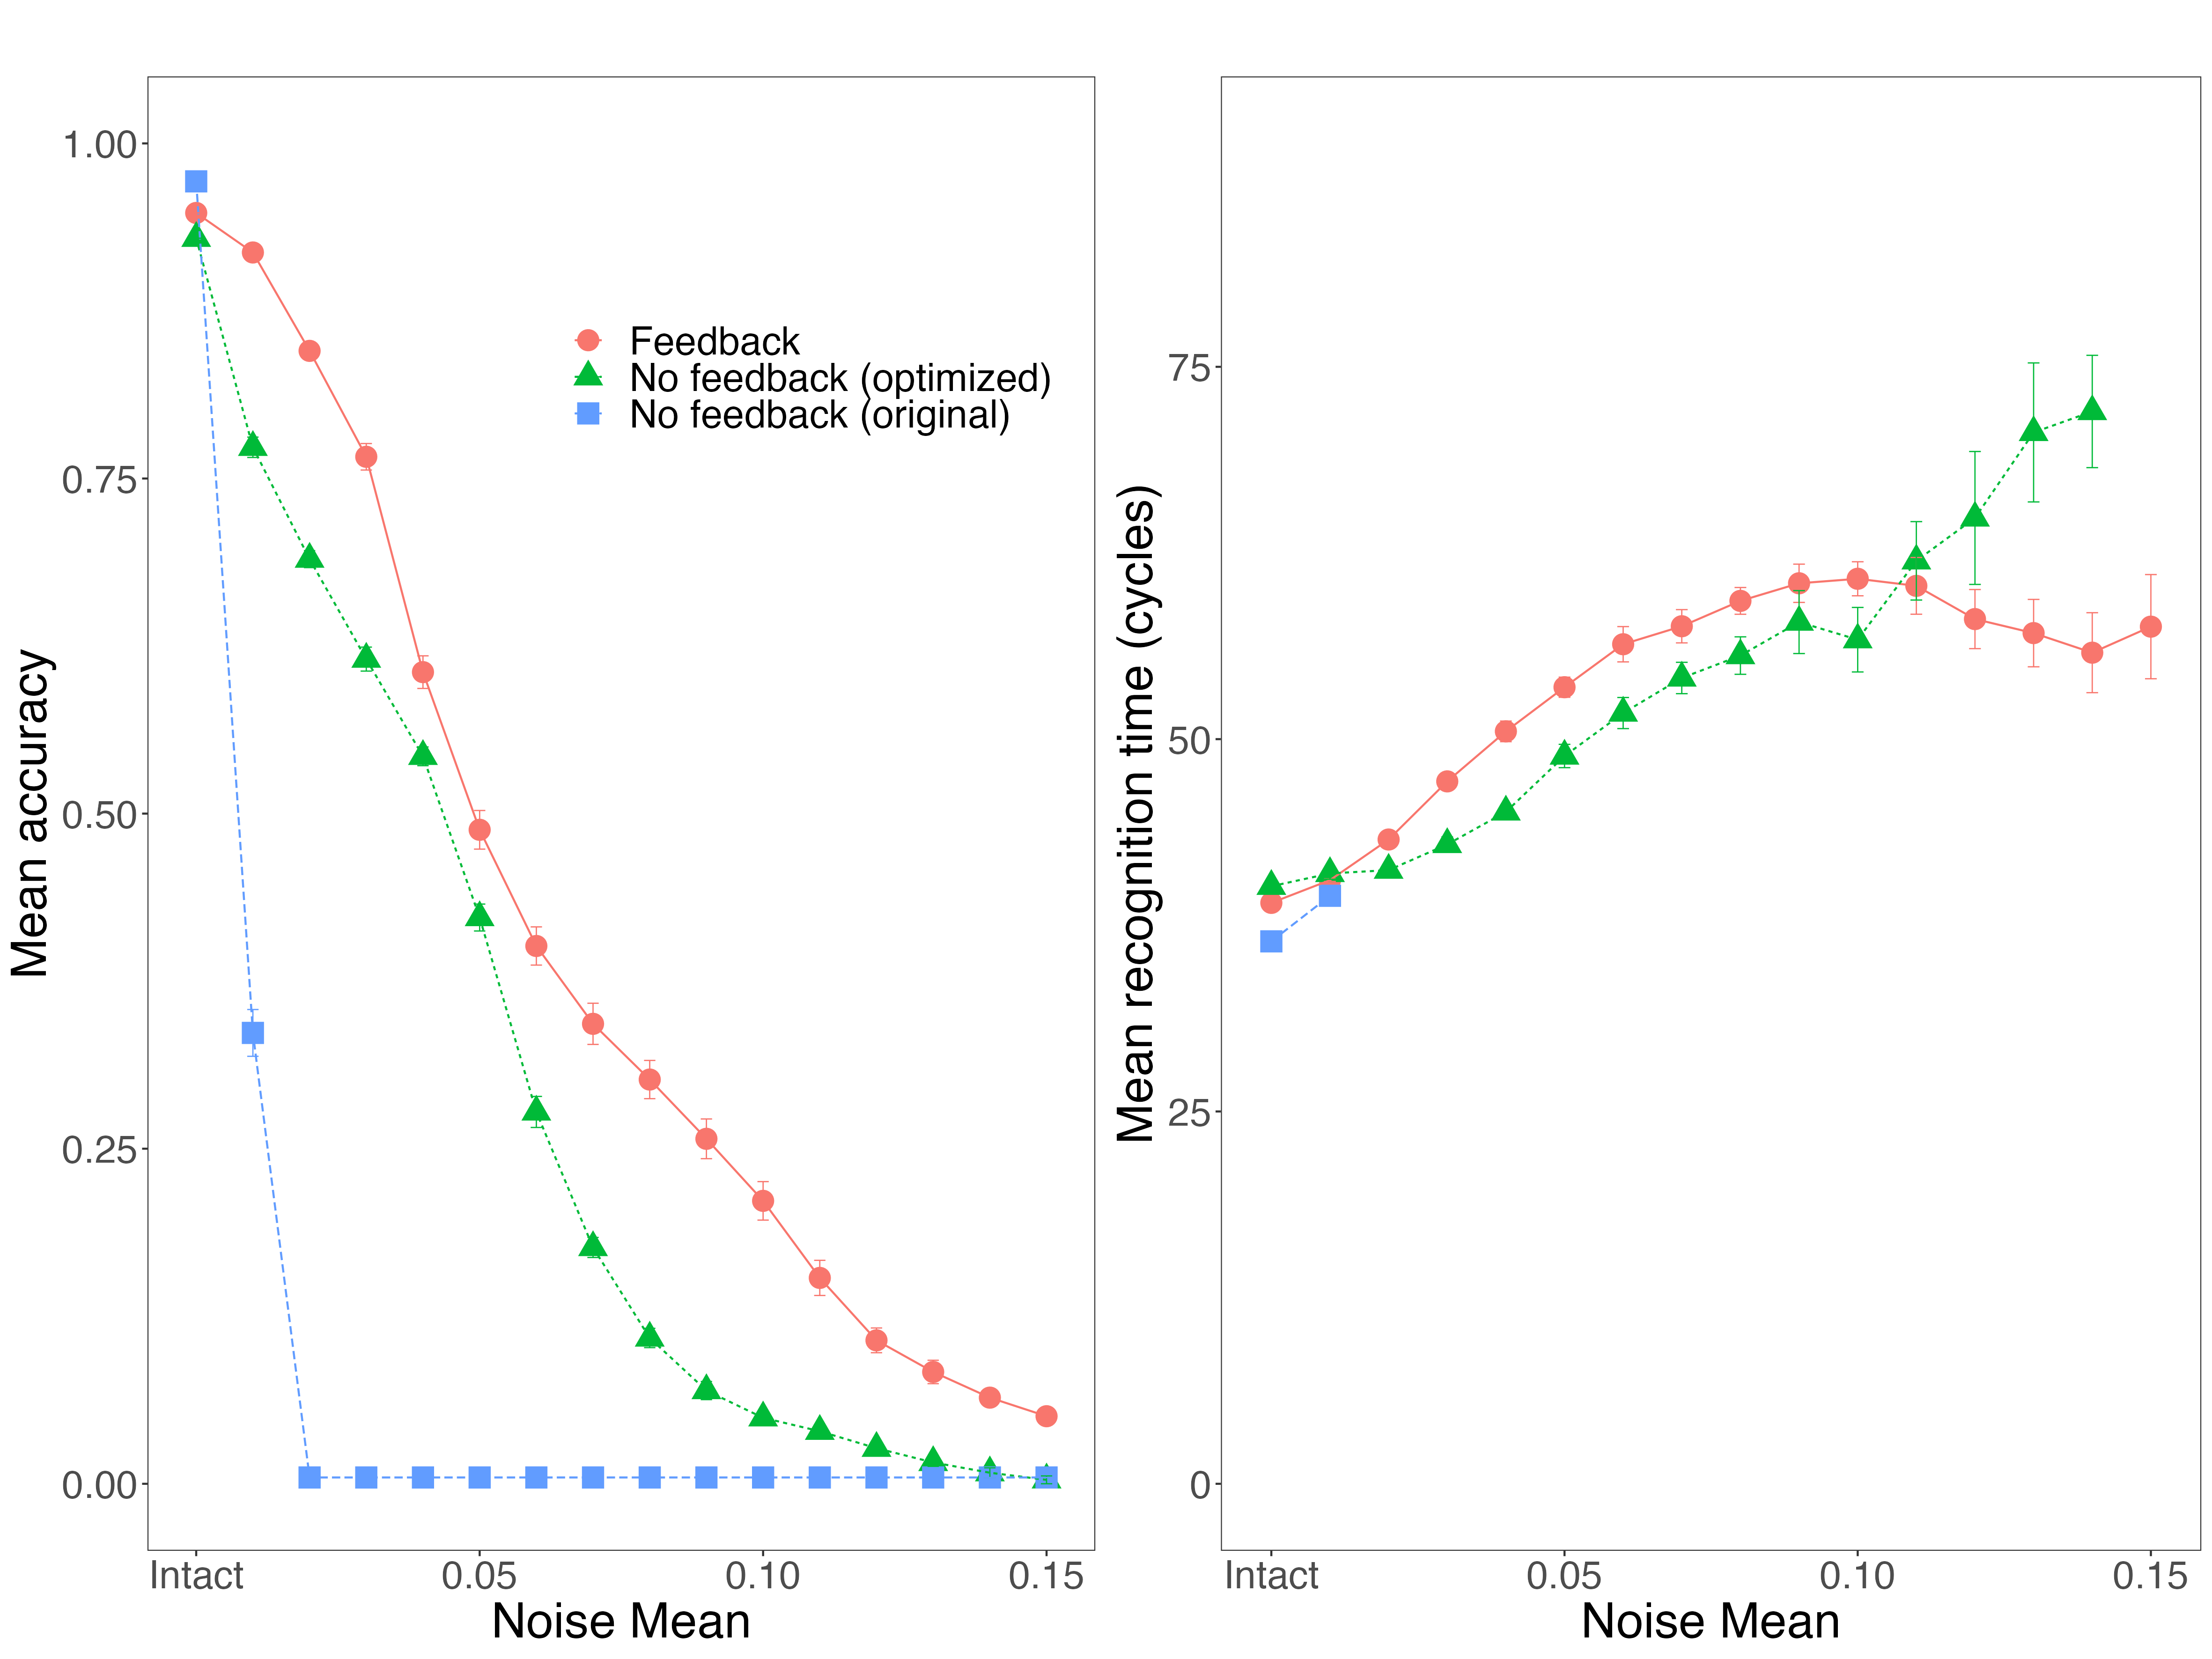 Mean accuracy
1.00
0.75
0.50
0.25
0.00
Feedback
No feedback (optimized)
No feedback (original)
Intact 0.05 0.10 0.15
Noise Mean
Mean recognition time (cycles)
75
50
25
0
Intact 0.05 0.10 0.15
Noise Mean